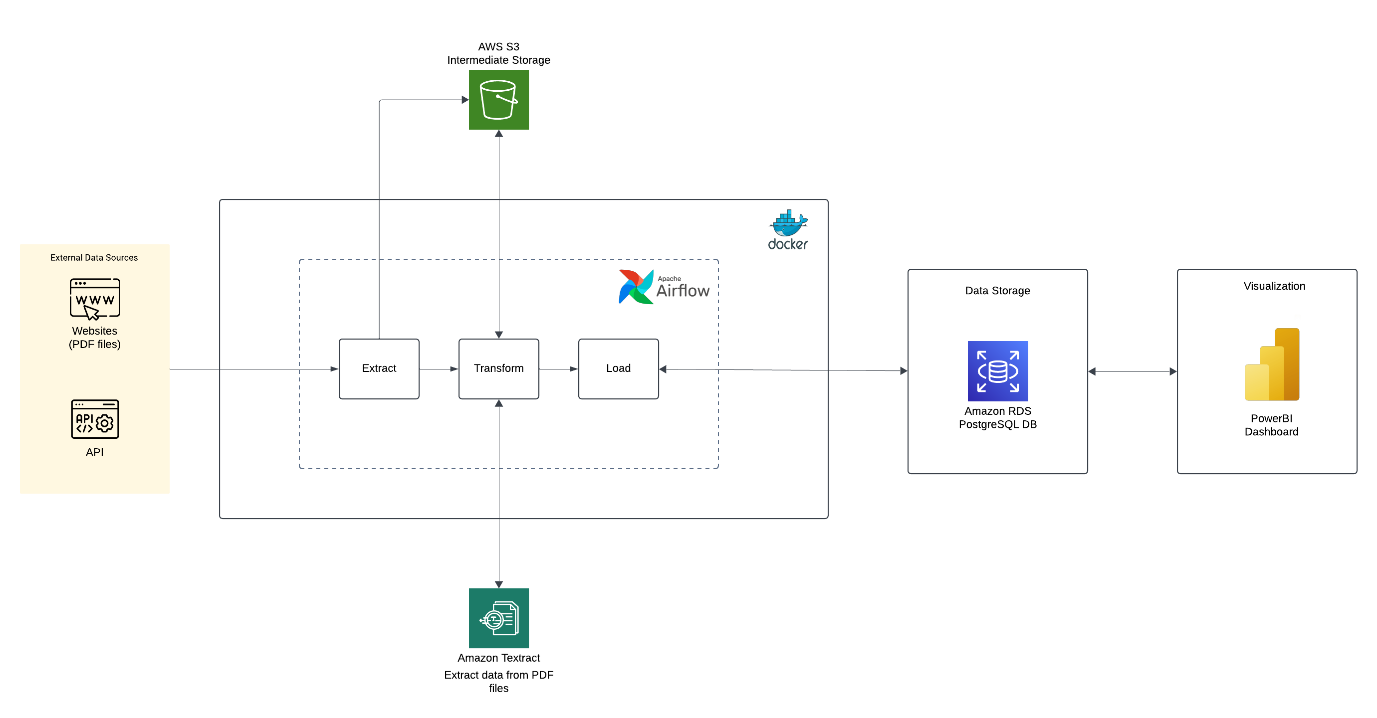 AWS S3
Intermediate Storage
docker
External Data Sources
WWW
Websites
(PDF files)
API
</>
API
Apache
Airflow
Extract
Transform
Load
Data Storage
Amazon RDS
PostgreSQL DB
Visualization
PowerBI
Dashboard
Amazon Textract
Extract data from PDF
files